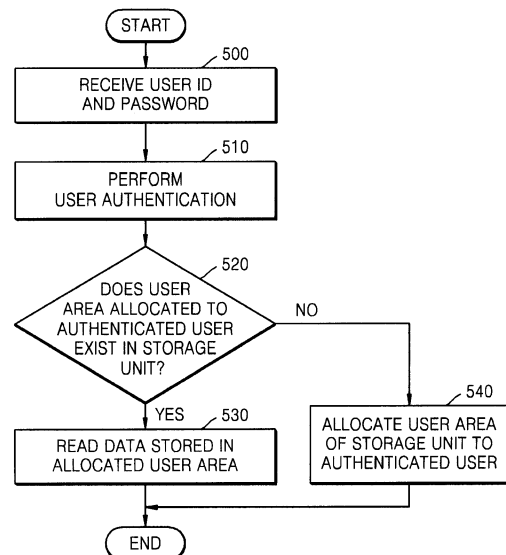 START
500
RECEIVE USER ID
AND PASSWORD
510
PERFORM
USER AUTHENTICATION
520
DOES USER
AREA ALLOCATED TO
AUTHENTICATED USER
EXIST IN STORAGE
UNIT?
NO
YES
530
READ DATA STORED IN
ALLOCATED USER AREA
540
ALLOCATE USER AREA
OF STORAGE UNIT TO
AUTHENTICATED USER
END